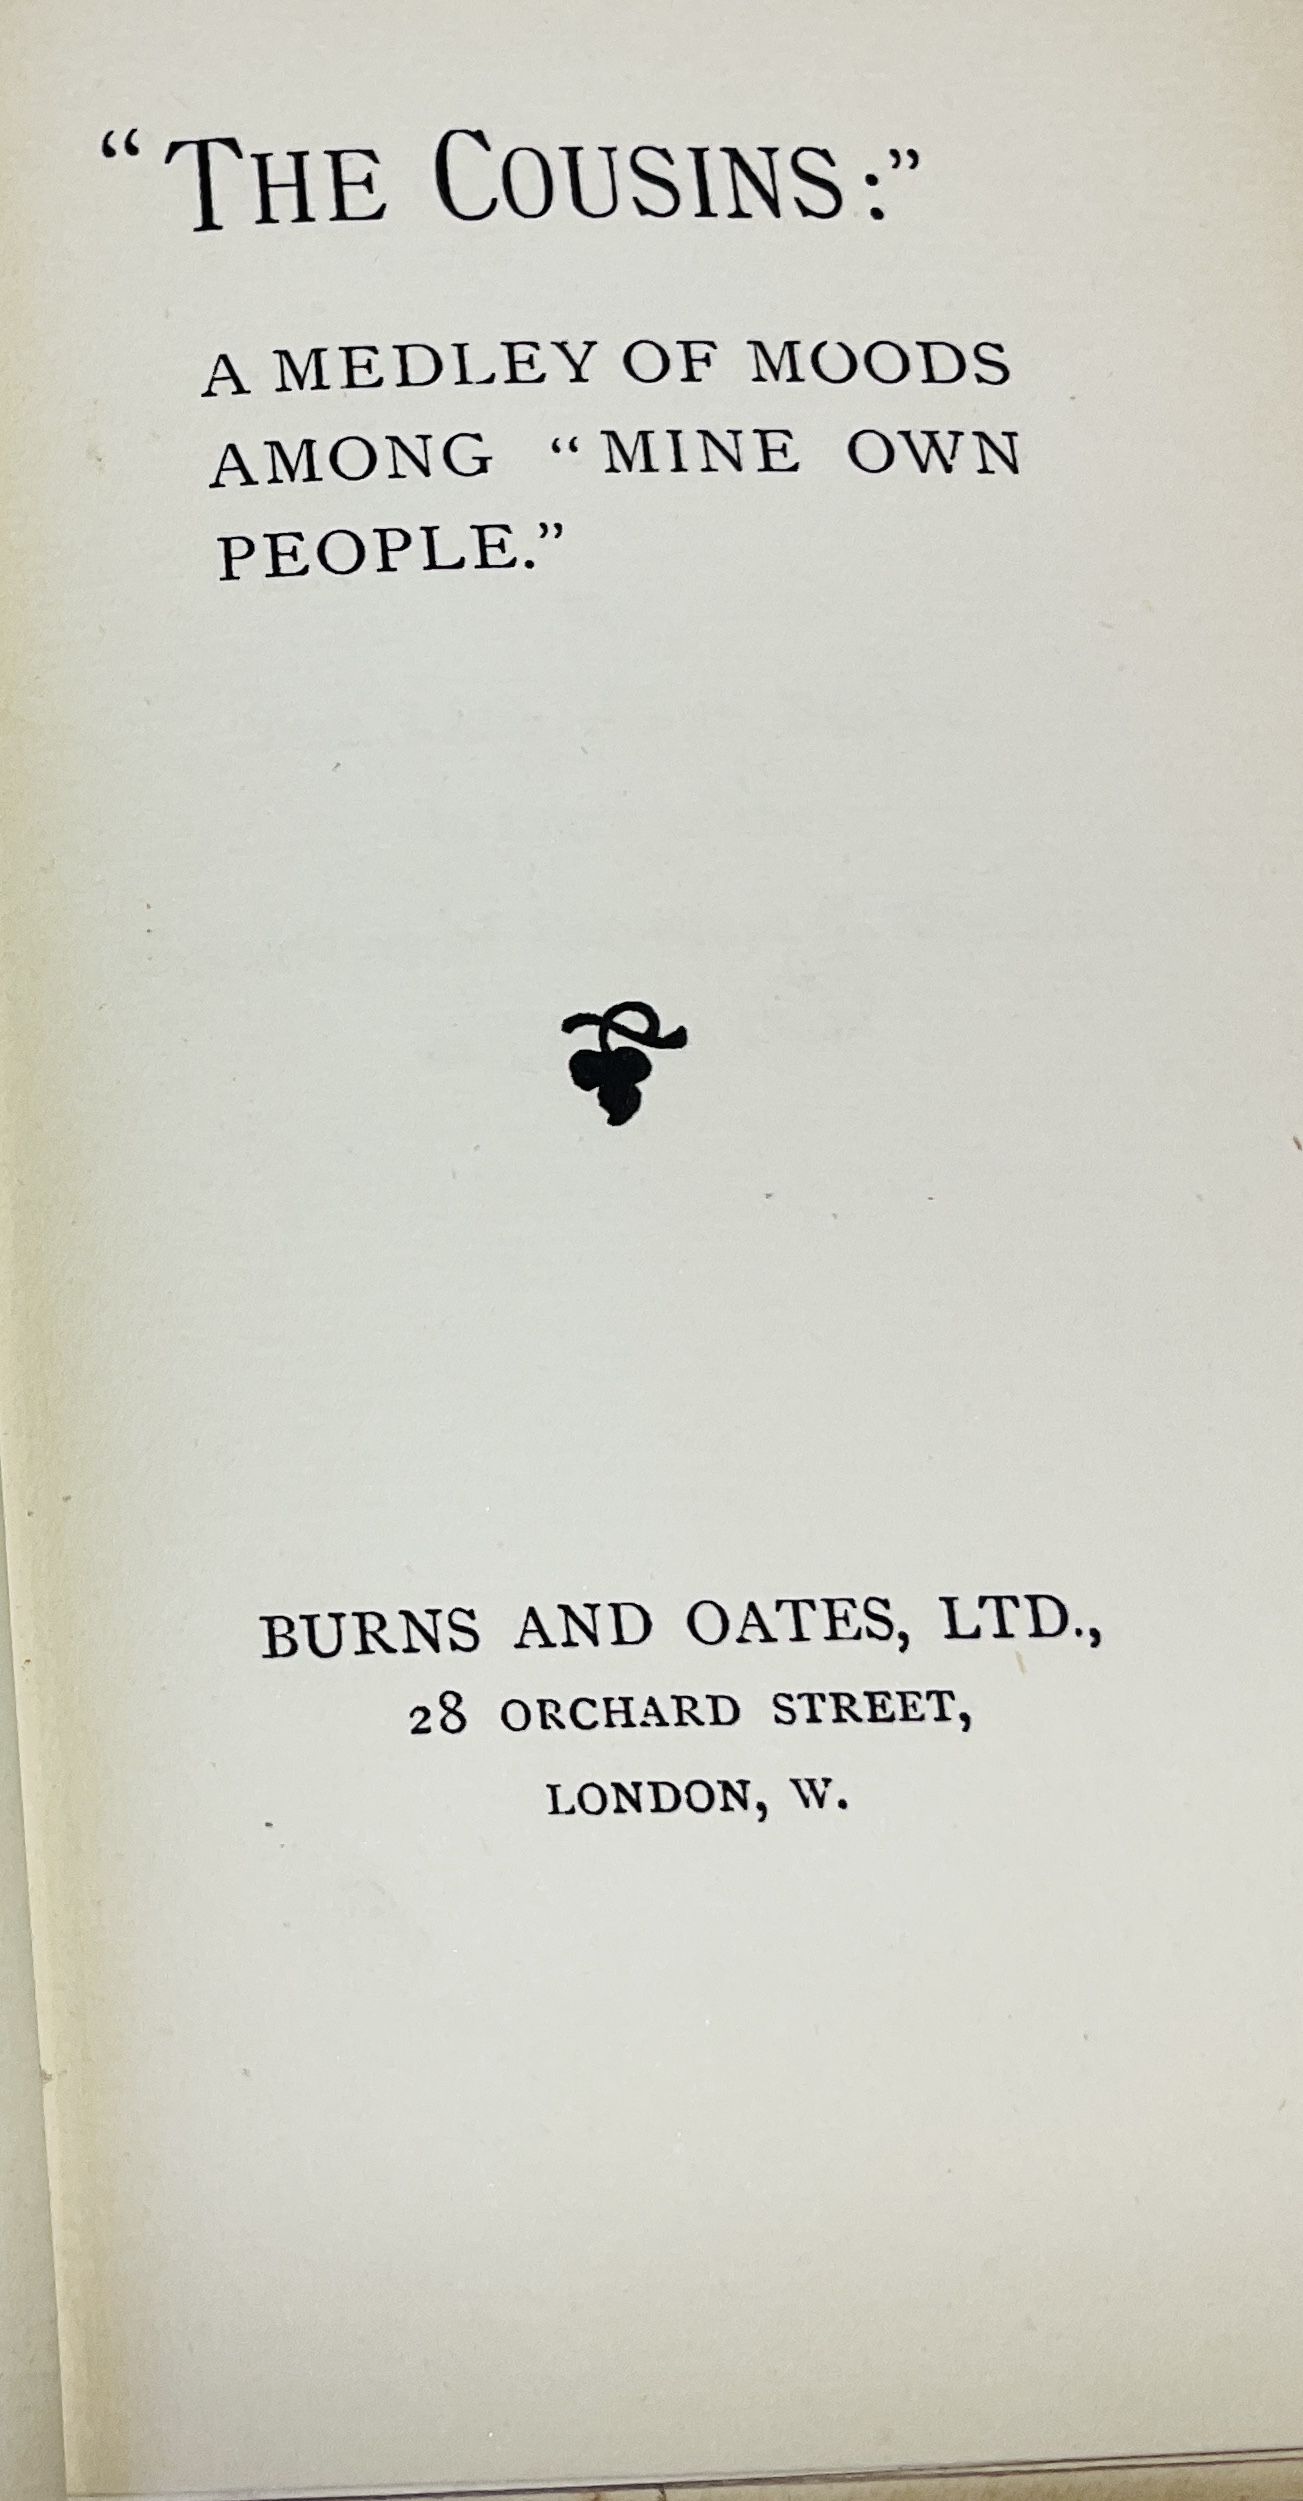 “THE COUSINS:”
A MEDLEY OF MOODS
AMONG “MINE OWN
PEOPLE.”
BURNS AND OATES, LTD.,
28 ORCHARD STREET,
LONDON, W.